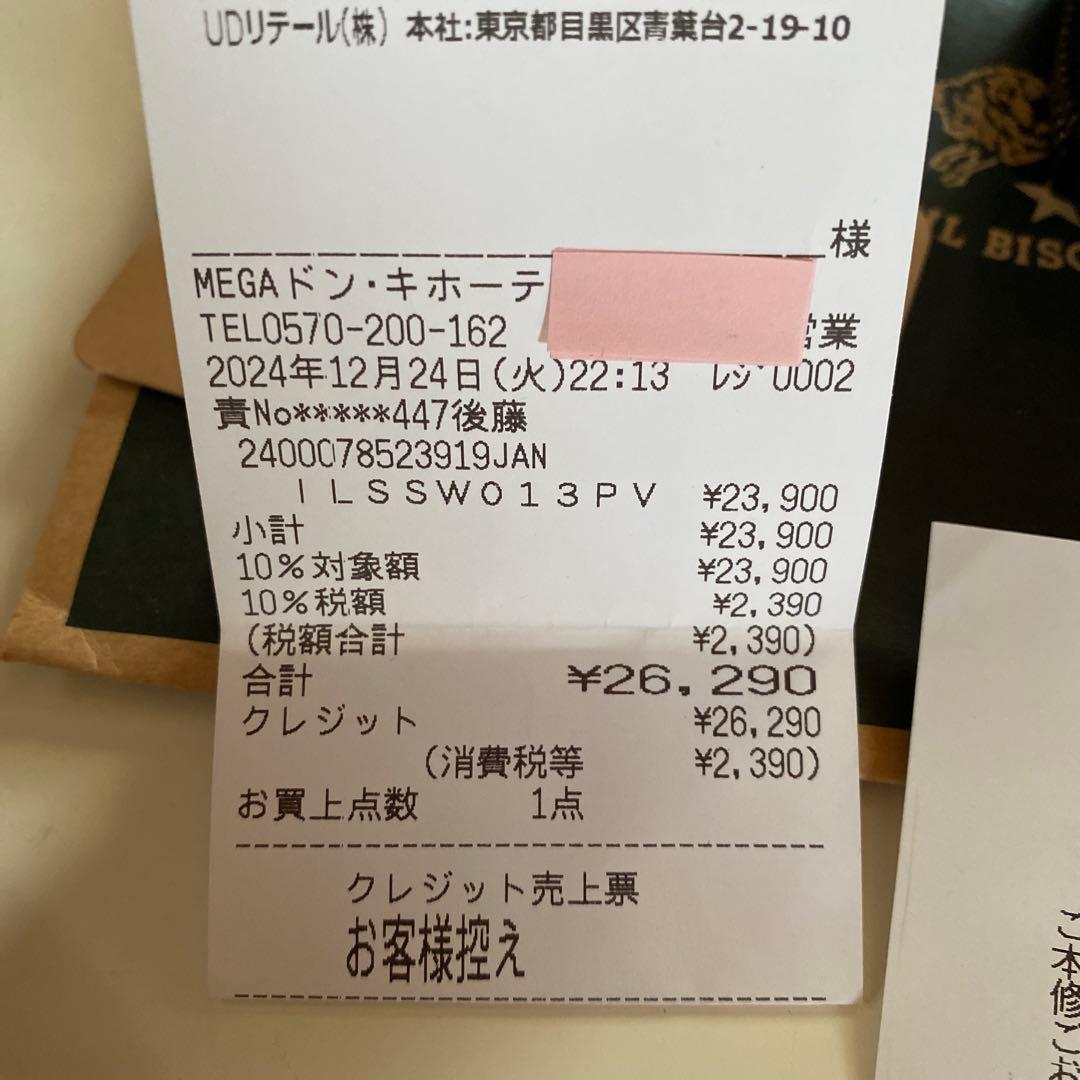 UDリテール(株) 本社:東京都目黒区青葉台2-19-10
様
MEGAドン・キホーテ
TEL0570-200-162 営業
2024年12月24日(火)22:13 レジ0002
責No*****447後藤
2400078523919JAN
ILSSW013PV ¥23,900
小計 ¥23,900
10%対象額 ¥23,900
10%税額 ¥2,390
(税額合計 ¥2,390)
合計 ¥26,290
クレジット ¥26,290
(消費税等 ¥2,390)
お買上点数 1点
クレジット売上票
お客様控え